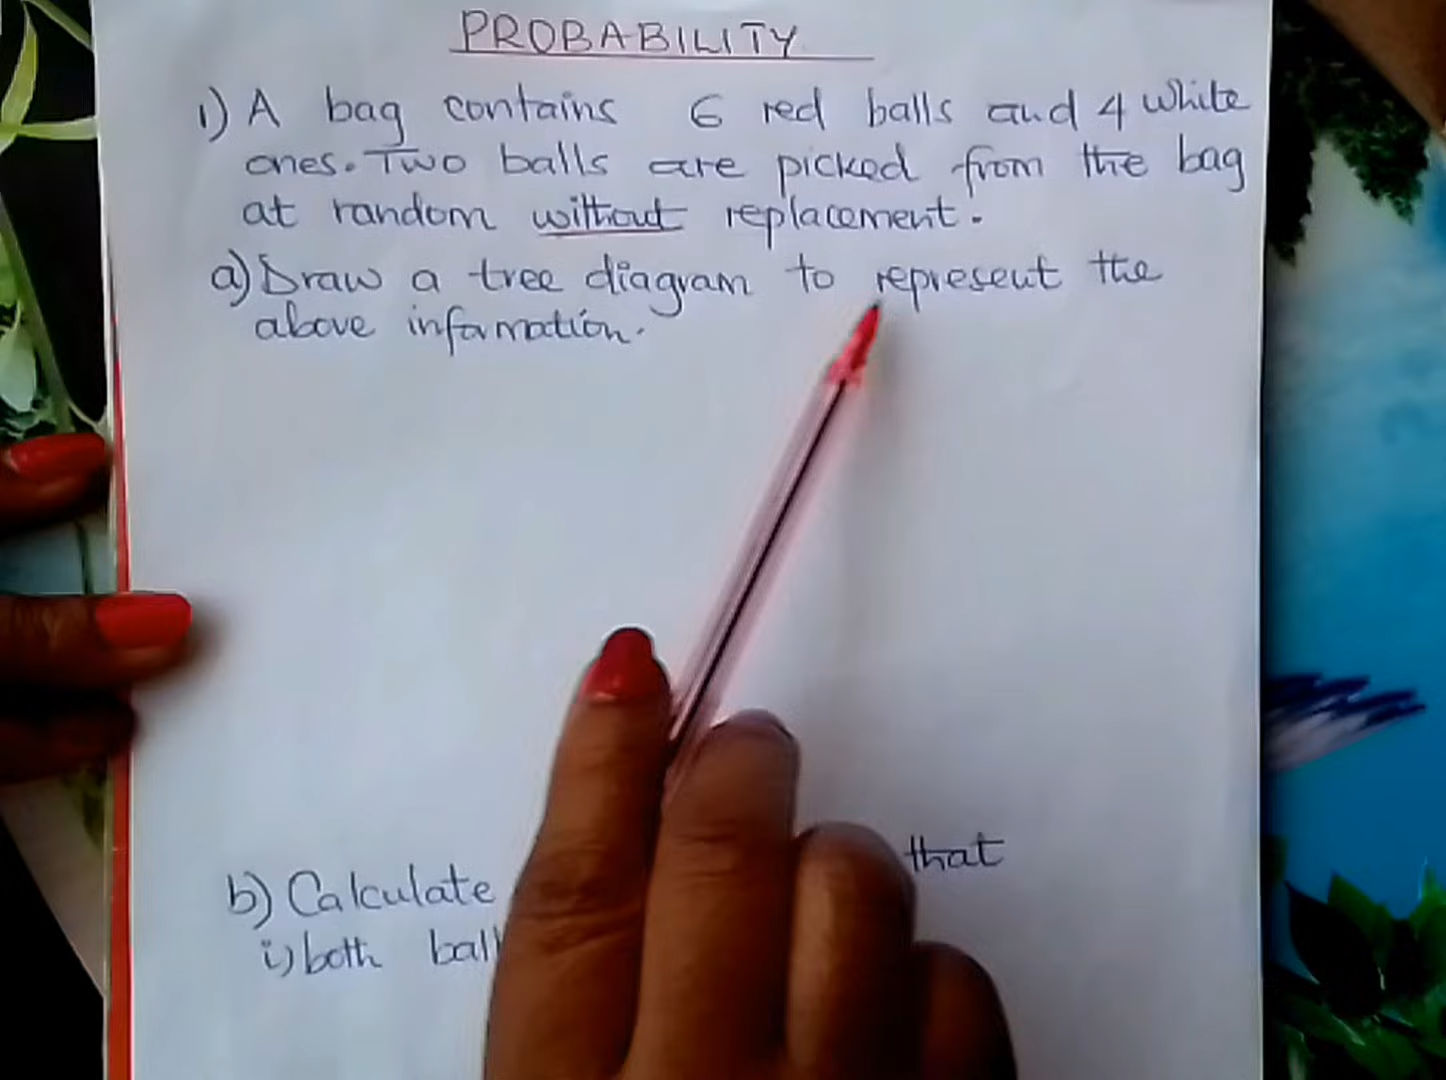 PROBABILITY
1) A bag contains 6 red balls and 4 white
ones. Two balls are picked from the bag
at random without replacement.
a) Draw a tree diagram to represent the
above information.
b) Calculate that
i) both ball